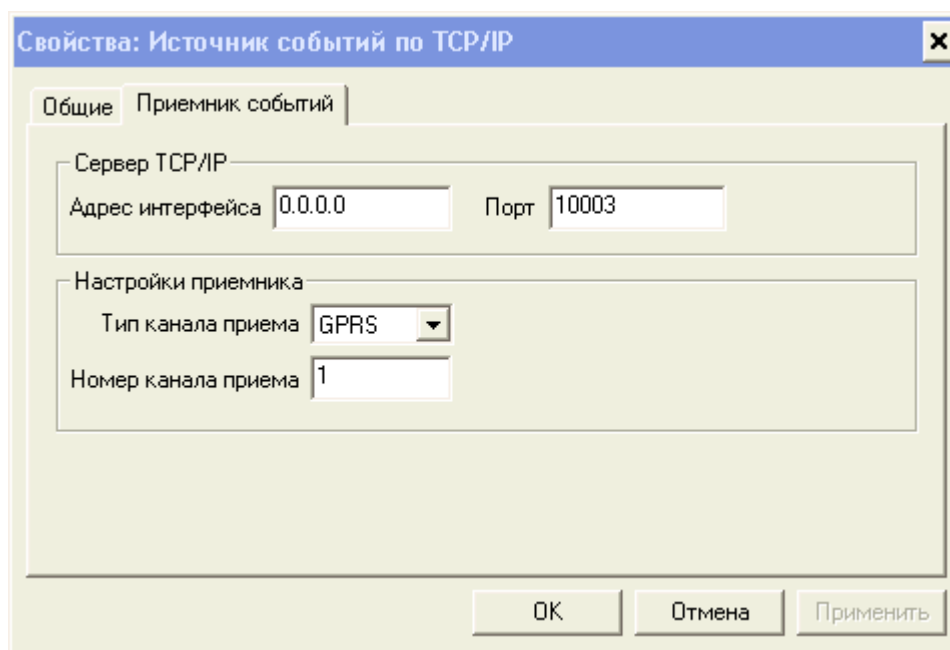 Свойства: Источник событий по TCP/IP
Общие Приемник событий
Сервер TCP/IP
Адрес интерфейса 0.0.0.0 Порт 10003
Настройки приемника
Тип канала приема GPRS
Номер канала приема 1
OK Отмена Применить